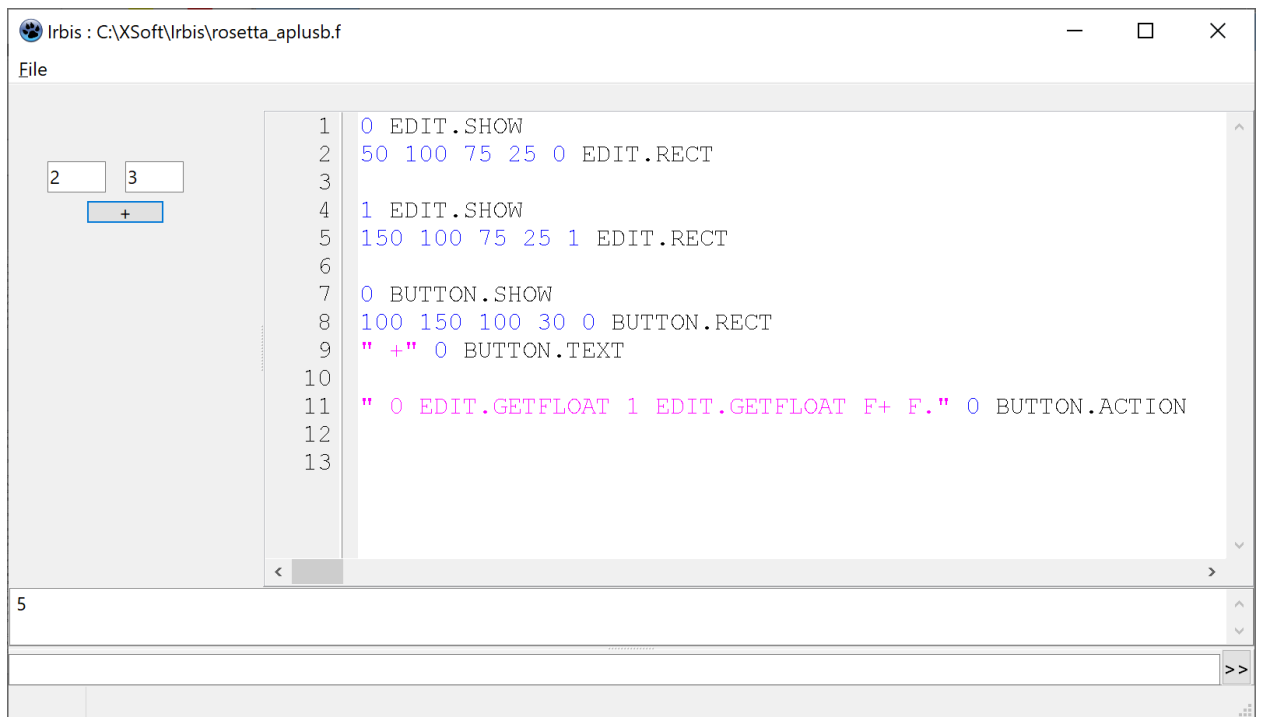 Irbis : C:\XSoft\Irbis\rosetta_aplusb.f
File
2 3
+
1 0 EDIT.SHOW
2 50 100 75 25 0 EDIT.RECT
3
4 1 EDIT.SHOW
5 150 100 75 25 1 EDIT.RECT
6
7 0 BUTTON.SHOW
8 100 150 100 30 0 BUTTON.RECT
9 " +" 0 BUTTON.TEXT
10
11 " 0 EDIT.GETFLOAT 1 EDIT.GETFLOAT F+ F." 0 BUTTON.ACTION
12
13
5
>>